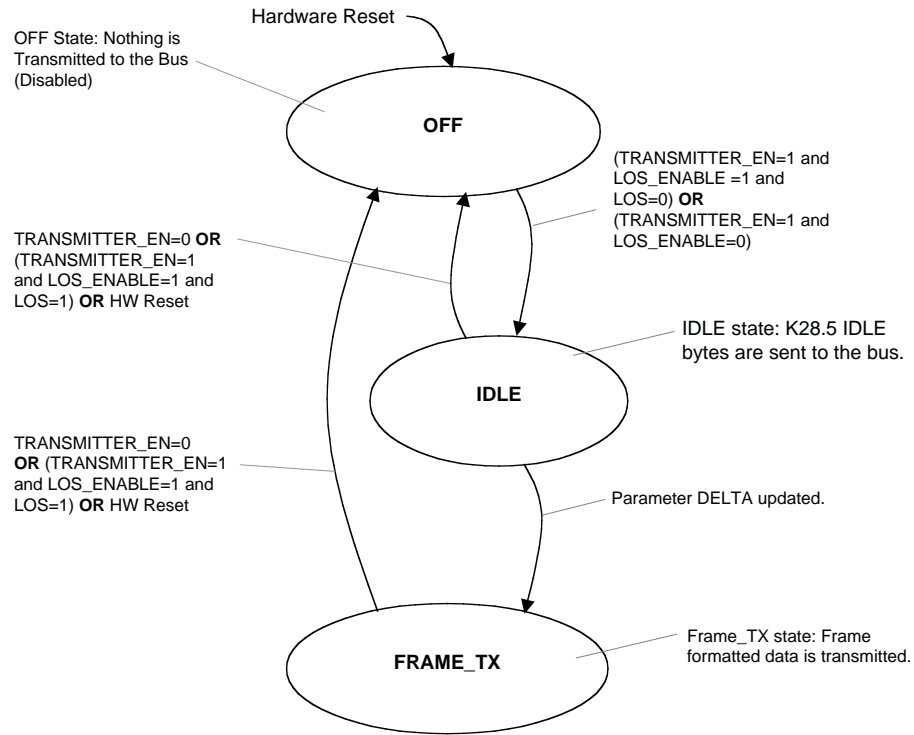 Hardware Reset
OFF State: Nothing is
Transmitted to the Bus
(Disabled)
OFF
(TRANSMITTER_EN=1 and
LOS_ENABLE =1 and
LOS=0) OR
(TRANSMITTER_EN=1 and
LOS_ENABLE=0)
TRANSMITTER_EN=0 OR
(TRANSMITTER_EN=1
and LOS_ENABLE=1 and
LOS=1) OR HW Reset
IDLE state: K28.5 IDLE
bytes are sent to the bus.
IDLE
TRANSMITTER_EN=0
OR (TRANSMITTER_EN=1
and LOS_ENABLE=1 and
LOS=1) OR HW Reset
Parameter DELTA updated.
Frame_TX state: Frame
formatted data is transmitted.
FRAME_TX